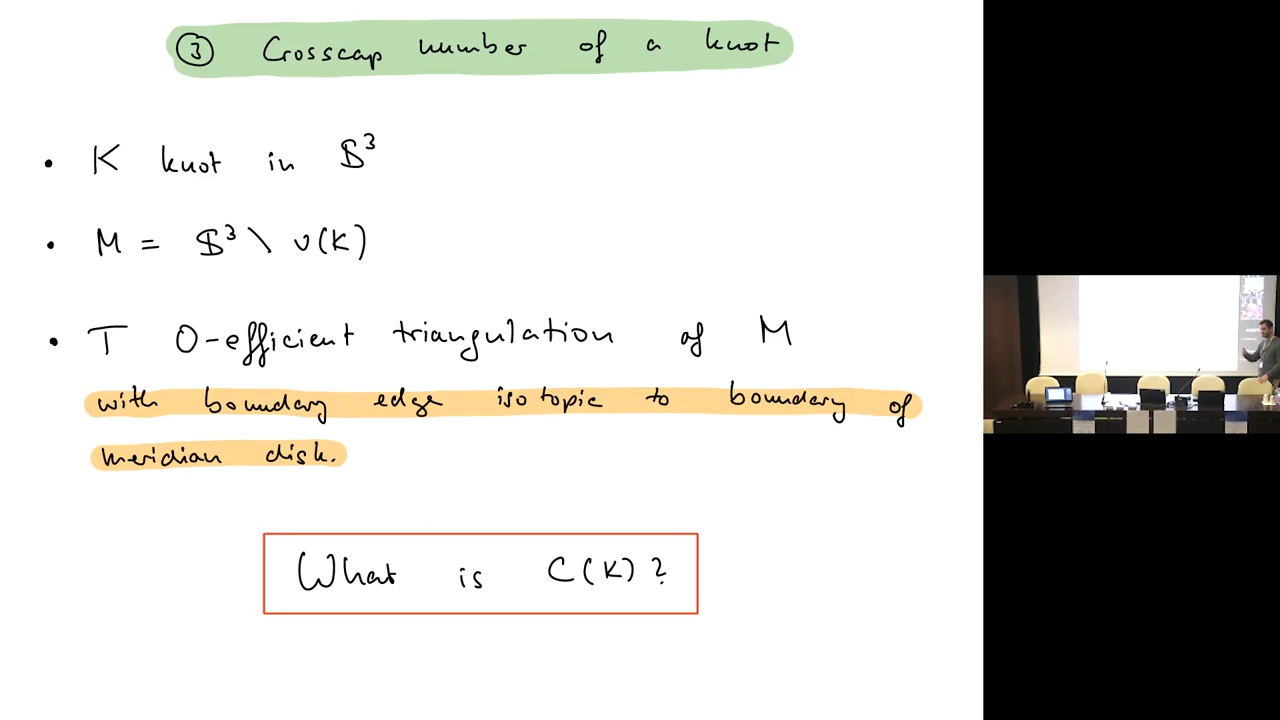 ③ Crosscap number of a knot
• K knot in 𝕊³
• M = 𝕊³ \ ν(K)
• T 0-efficient triangulation of M
with boundary edge isotopic to boundary of
meridian disk.
What is C(K)?